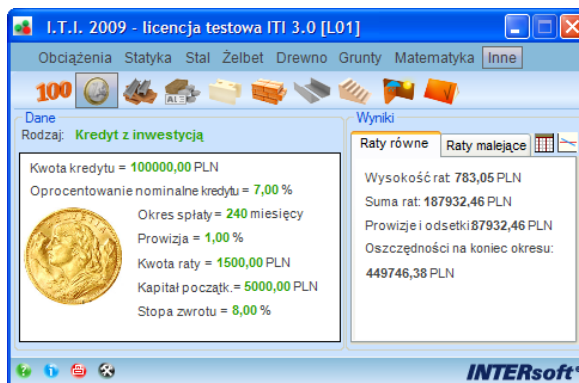 I.T.I. 2009 - licencja testowa ITI 3.0 [L01]
Obciążenia Statyka Stal Żelbet Drewno Grunty Matematyka Inne
100
Dane
Rodzaj: Kredyt z inwestycją
Kwota kredytu = 100000,00 PLN
Oprocentowanie nominalne kredytu = 7,00 %
Okres spłaty = 240 miesięcy
Prowizja = 1,00 %
Kwota raty = 1500,00 PLN
Kapitał początk.= 5000,00 PLN
Stopa zwrotu = 8,00 %
Wyniki
Raty równe Raty malejące
Wysokość rat: 783,05 PLN
Suma rat: 187932,46 PLN
Prowizje i odsetki:87932,46 PLN
Oszczędności na koniec okresu:
449746,38 PLN
INTERsoft